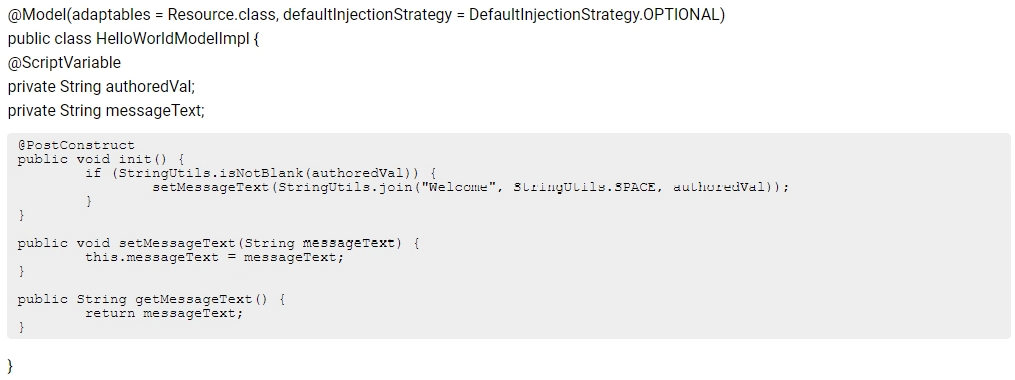 @Model(adaptables = Resource.class, defaultInjectionStrategy = DefaultInjectionStrategy.OPTIONAL)
public class HelloWorldModelImpl {
@ScriptVariable
private String authoredVal;
private String messageText;
@PostConstruct
public void init() {
if (StringUtils.isNotBlank(authoredVal)) {
setMessageText(StringUtils.join("Welcome", StringUtils.SPACE, authoredVal));
}
}
public void setMessageText(String messageText) {
this.messageText = messageText;
}
public String getMessageText() {
return messageText;
}
}